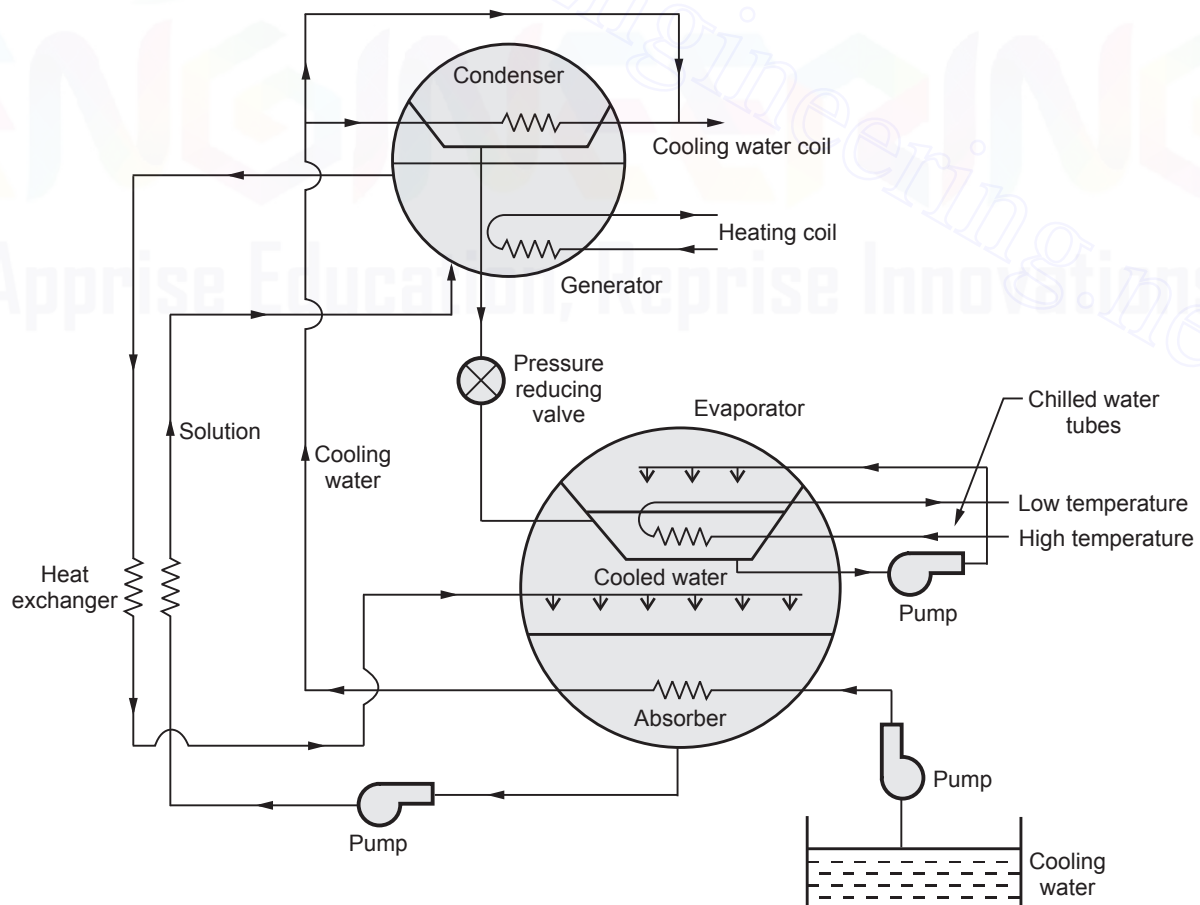 Condenser
Cooling water coil
Heating coil
Generator
Apprise Education, Reprise Innovations
Pressure
reducing
valve
Evaporator
Chilled water
tubes
Solution
Cooling
water
Low temperature
High temperature
Heat
exchanger
Cooled water
Pump
Absorber
Pump
Pump
Cooling
water